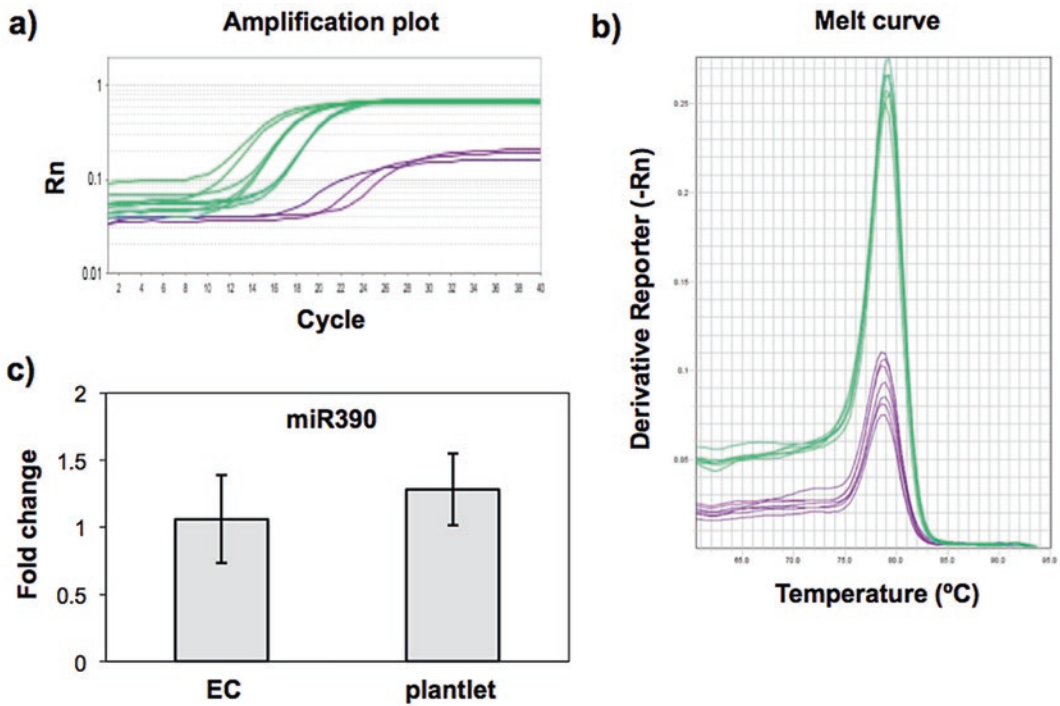 a)
Amplification plot
Rn
1
0.1
0.01
2 4 6 8 10 12 14 16 18 20 22 24 26 28 30 32 34 36 38 40
Cycle
b)
Melt curve
Derivative Reporter (-Rn)
0.25
0.2
0.15
0.1
0.05
65.0 70.0 75.0 80.0 85.0 90.0 95.0
Temperature (ºC)
c)
miR390
Fold change
2
1.5
1
0.5
0
EC plantlet